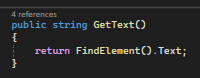 4 references
public string GetText()
{
return FindElement().Text;
}